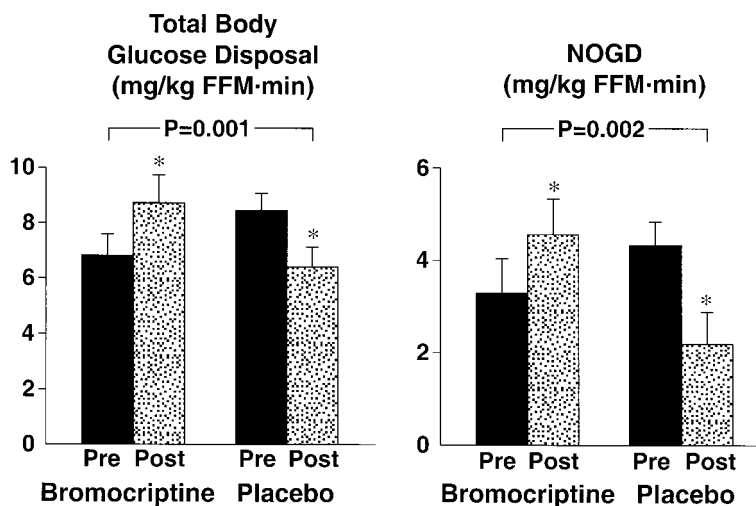 Total Body
Glucose Disposal
(mg/kg FFM·min)
P=0.001
10
8
6
4
2
0
*
*
Pre Post Pre Post
Bromocriptine Placebo
NOGD
(mg/kg FFM·min)
P=0.002
6
4
2
0
*
*
Pre Post Pre Post
Bromocriptine Placebo